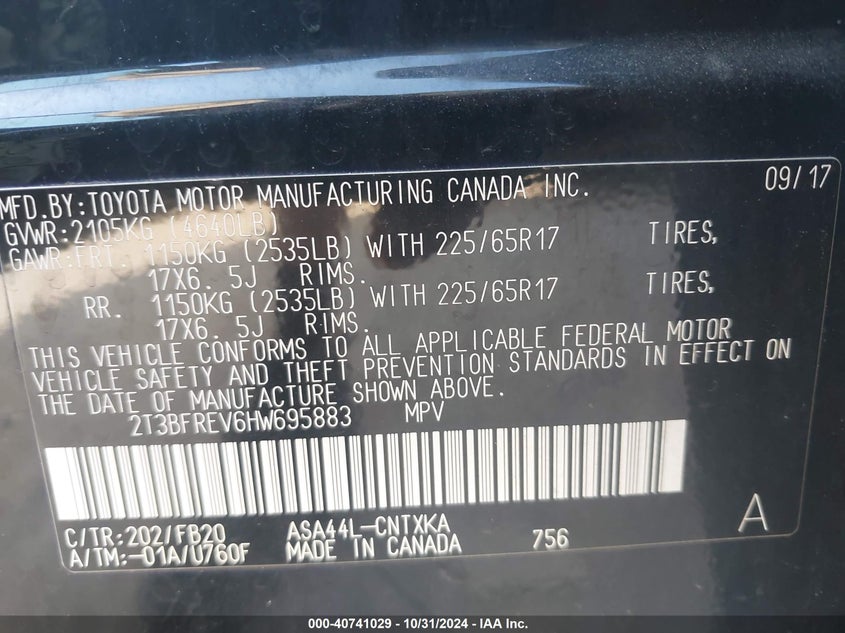 MFD.BY:TOYOTA MOTOR MANUFACTURING CANADA INC. 09/17
GVWR:2105KG (4640LB)
GAWR:FRT. 1150KG (2535LB) WITH 225/65R17 TIRES,
17X6. 5J RIMS.
RR. 1150KG (2535LB) WITH 225/65R17 TIRES,
17X6. 5J RIMS.
THIS VEHICLE CONFORMS TO ALL APPLICABLE FEDERAL MOTOR
VEHICLE SAFETY AND THEFT PREVENTION STANDARDS IN EFFECT ON
THE DATE OF MANUFACTURE SHOWN ABOVE.
2T3BFREV6HW695883 MPV
C/TR:202/FB20 ASA44L-CNTXKA A
A/TM:-01A/U760F MADE IN CANADA 756
000-40741029 - 10/31/2024 - IAA Inc.